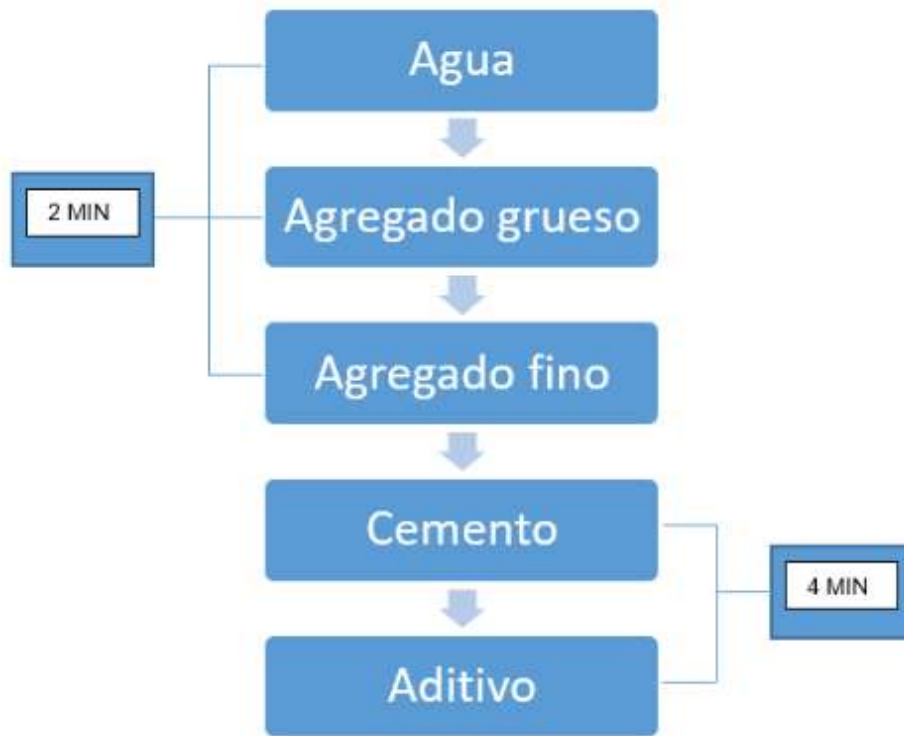 Agua
2 MIN
Agregado grueso
Agregado fino
Cemento
4 MIN
Aditivo